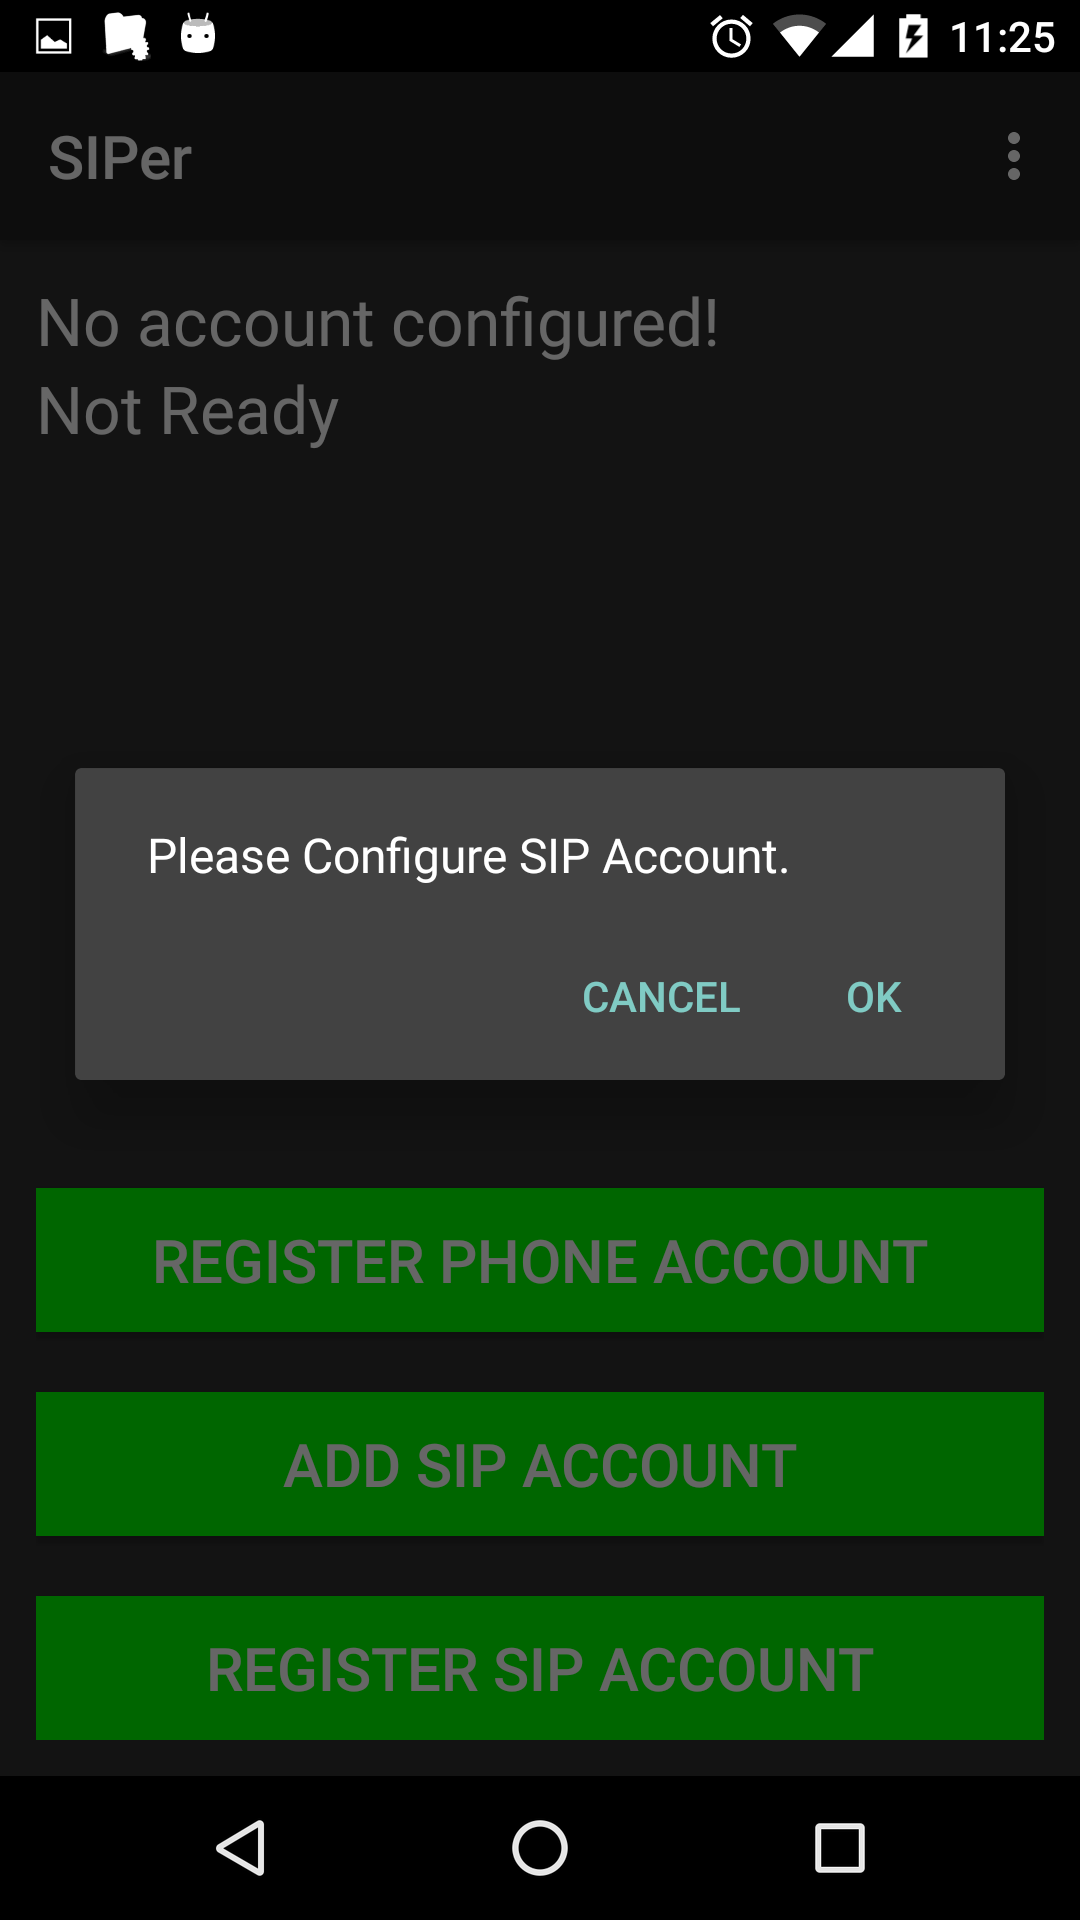 11:25
SIPer
No account configured!
Not Ready
Please Configure SIP Account.
CANCEL OK
REGISTER PHONE ACCOUNT
ADD SIP ACCOUNT
REGISTER SIP ACCOUNT